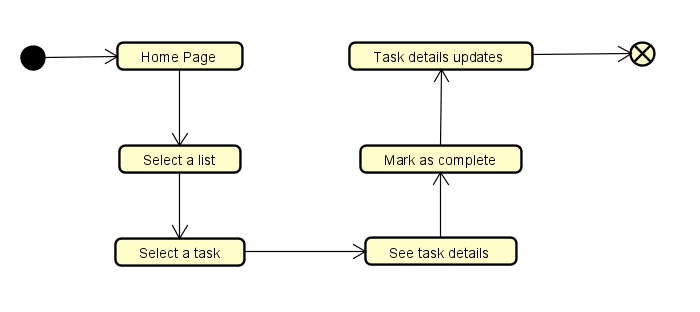 Home Page
Select a list
Select a task
See task details
Mark as complete
Task details updates